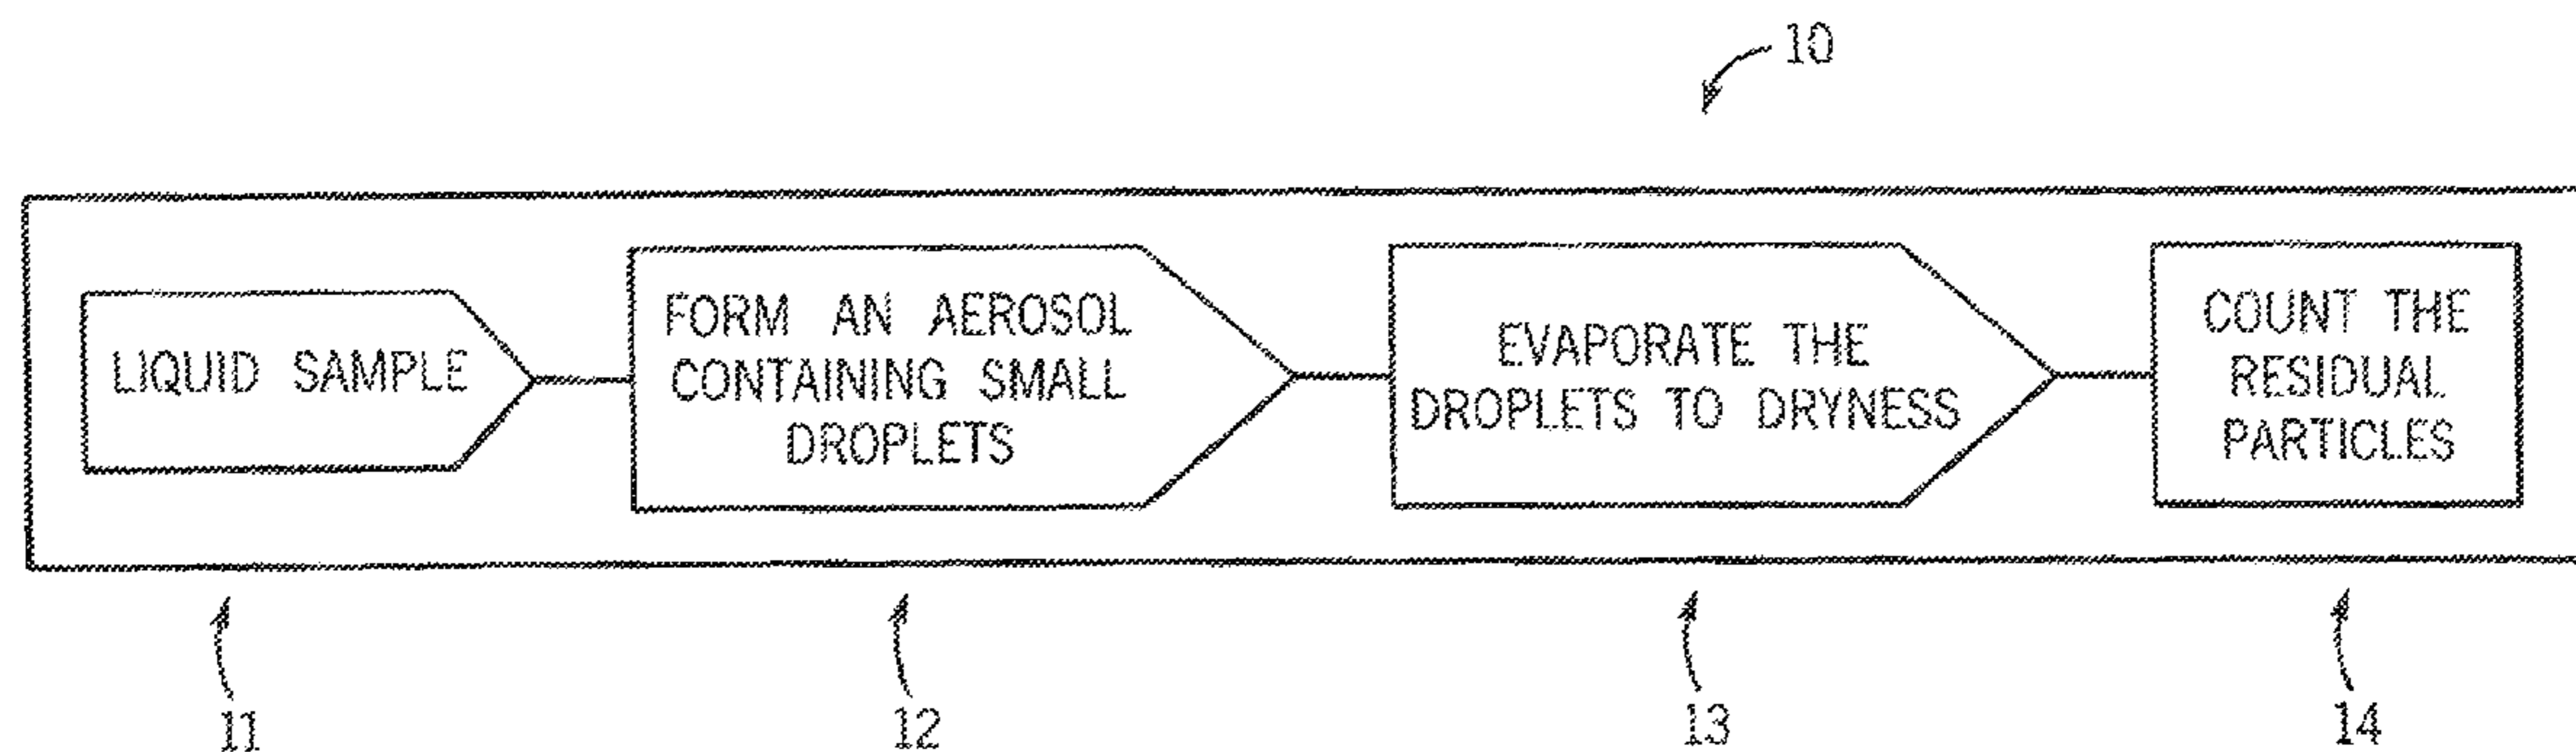 10
LIQUID SAMPLE
FORM AN AEROSOL
CONTAINING SMALL
DROPLETS
EVAPORATE THE
DROPLETS TO DRYNESS
COUNT THE
RESIDUAL
PARTICLES
11
12
13
14